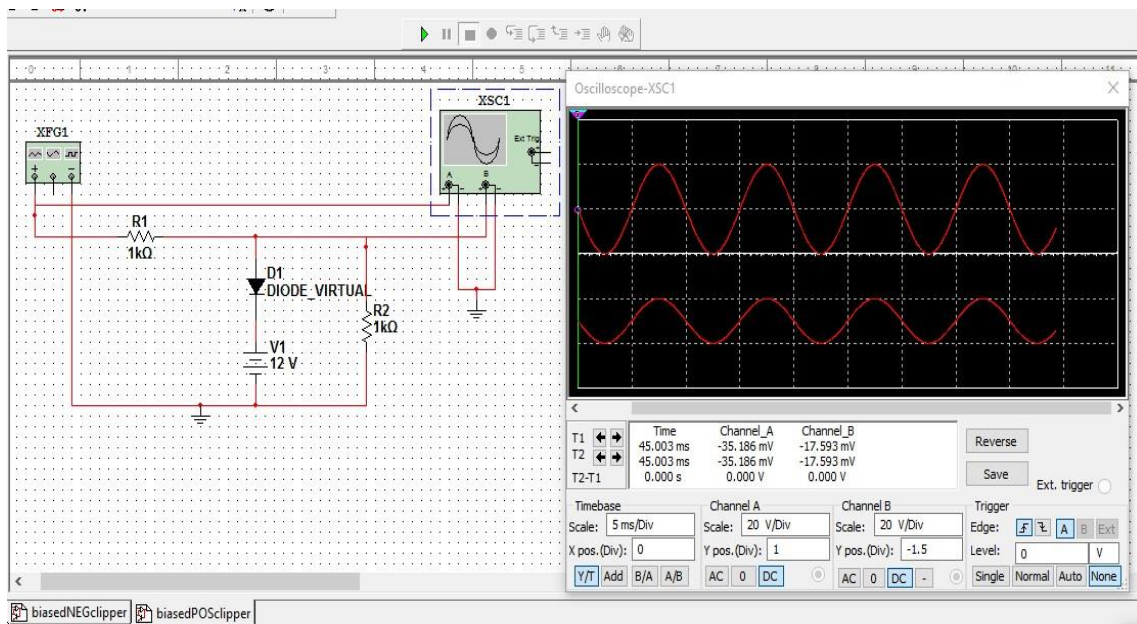 XFG1
XSC1
Ext Trig
A
B
R1
1kΩ
D1
DIODE_VIRTUAL
R2
1kΩ
V1
12 V
Oscilloscope-XSC1
Time Channel_A Channel_B
T1 45.003 ms -35.186 mV -17.593 mV
T2 45.003 ms -35.186 mV -17.593 mV
T2-T1 0.000 s 0.000 V 0.000 V
Reverse
Save
Ext. trigger
Timebase Channel A Channel B Trigger
Scale: 5 ms/Div Scale: 20 V/Div Scale: 20 V/Div Edge: A B Ext
X pos.(Div): 0 Y pos.(Div): 1 Y pos.(Div): -1.5 Level: 0 V
Y/T Add B/A A/B AC 0 DC AC 0 DC - Single Normal Auto None
biasedNEGclipper biasedPOSclipper